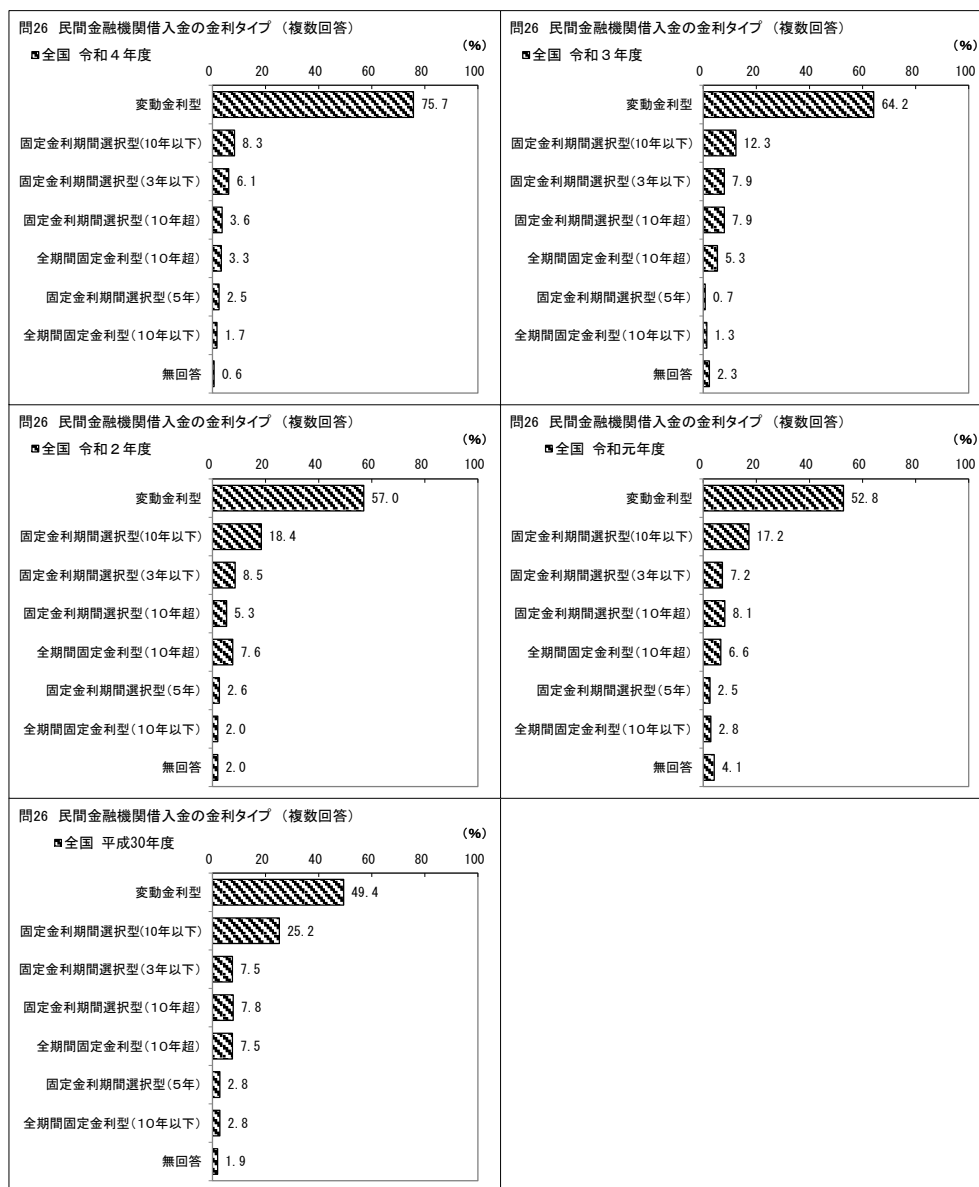 問26 民間金融機関借入金の金利タイプ (複数回答)
(%)
全国 令和4年度
0 20 40 60 80 100
変動金利型 75.7
固定金利期間選択型(10年以下) 8.3
固定金利期間選択型(3年以下) 6.1
固定金利期間選択型(10年超) 3.6
全期間固定金利型(10年超) 3.3
固定金利期間選択型(5年) 2.5
全期間固定金利型(10年以下) 1.7
無回答 0.6
問26 民間金融機関借入金の金利タイプ (複数回答)
(%)
全国 令和3年度
0 20 40 60 80 100
変動金利型 64.2
固定金利期間選択型(10年以下) 12.3
固定金利期間選択型(3年以下) 7.9
固定金利期間選択型(10年超) 7.9
全期間固定金利型(10年超) 5.3
固定金利期間選択型(5年) 0.7
全期間固定金利型(10年以下) 1.3
無回答 2.3
問26 民間金融機関借入金の金利タイプ (複数回答)
(%)
全国 令和2年度
0 20 40 60 80 100
変動金利型 57.0
固定金利期間選択型(10年以下) 18.4
固定金利期間選択型(3年以下) 8.5
固定金利期間選択型(10年超) 5.3
全期間固定金利型(10年超) 7.6
固定金利期間選択型(5年) 2.6
全期間固定金利型(10年以下) 2.0
無回答 2.0
問26 民間金融機関借入金の金利タイプ (複数回答)
(%)
全国 令和元年度
0 20 40 60 80 100
変動金利型 52.8
固定金利期間選択型(10年以下) 17.2
固定金利期間選択型(3年以下) 7.2
固定金利期間選択型(10年超) 8.1
全期間固定金利型(10年超) 6.6
固定金利期間選択型(5年) 2.5
全期間固定金利型(10年以下) 2.8
無回答 4.1
問26 民間金融機関借入金の金利タイプ (複数回答)
(%)
全国 平成30年度
0 20 40 60 80 100
変動金利型 49.4
固定金利期間選択型(10年以下) 25.2
固定金利期間選択型(3年以下) 7.5
固定金利期間選択型(10年超) 7.8
全期間固定金利型(10年超) 7.5
固定金利期間選択型(5年) 2.8
全期間固定金利型(10年以下) 2.8
無回答 1.9